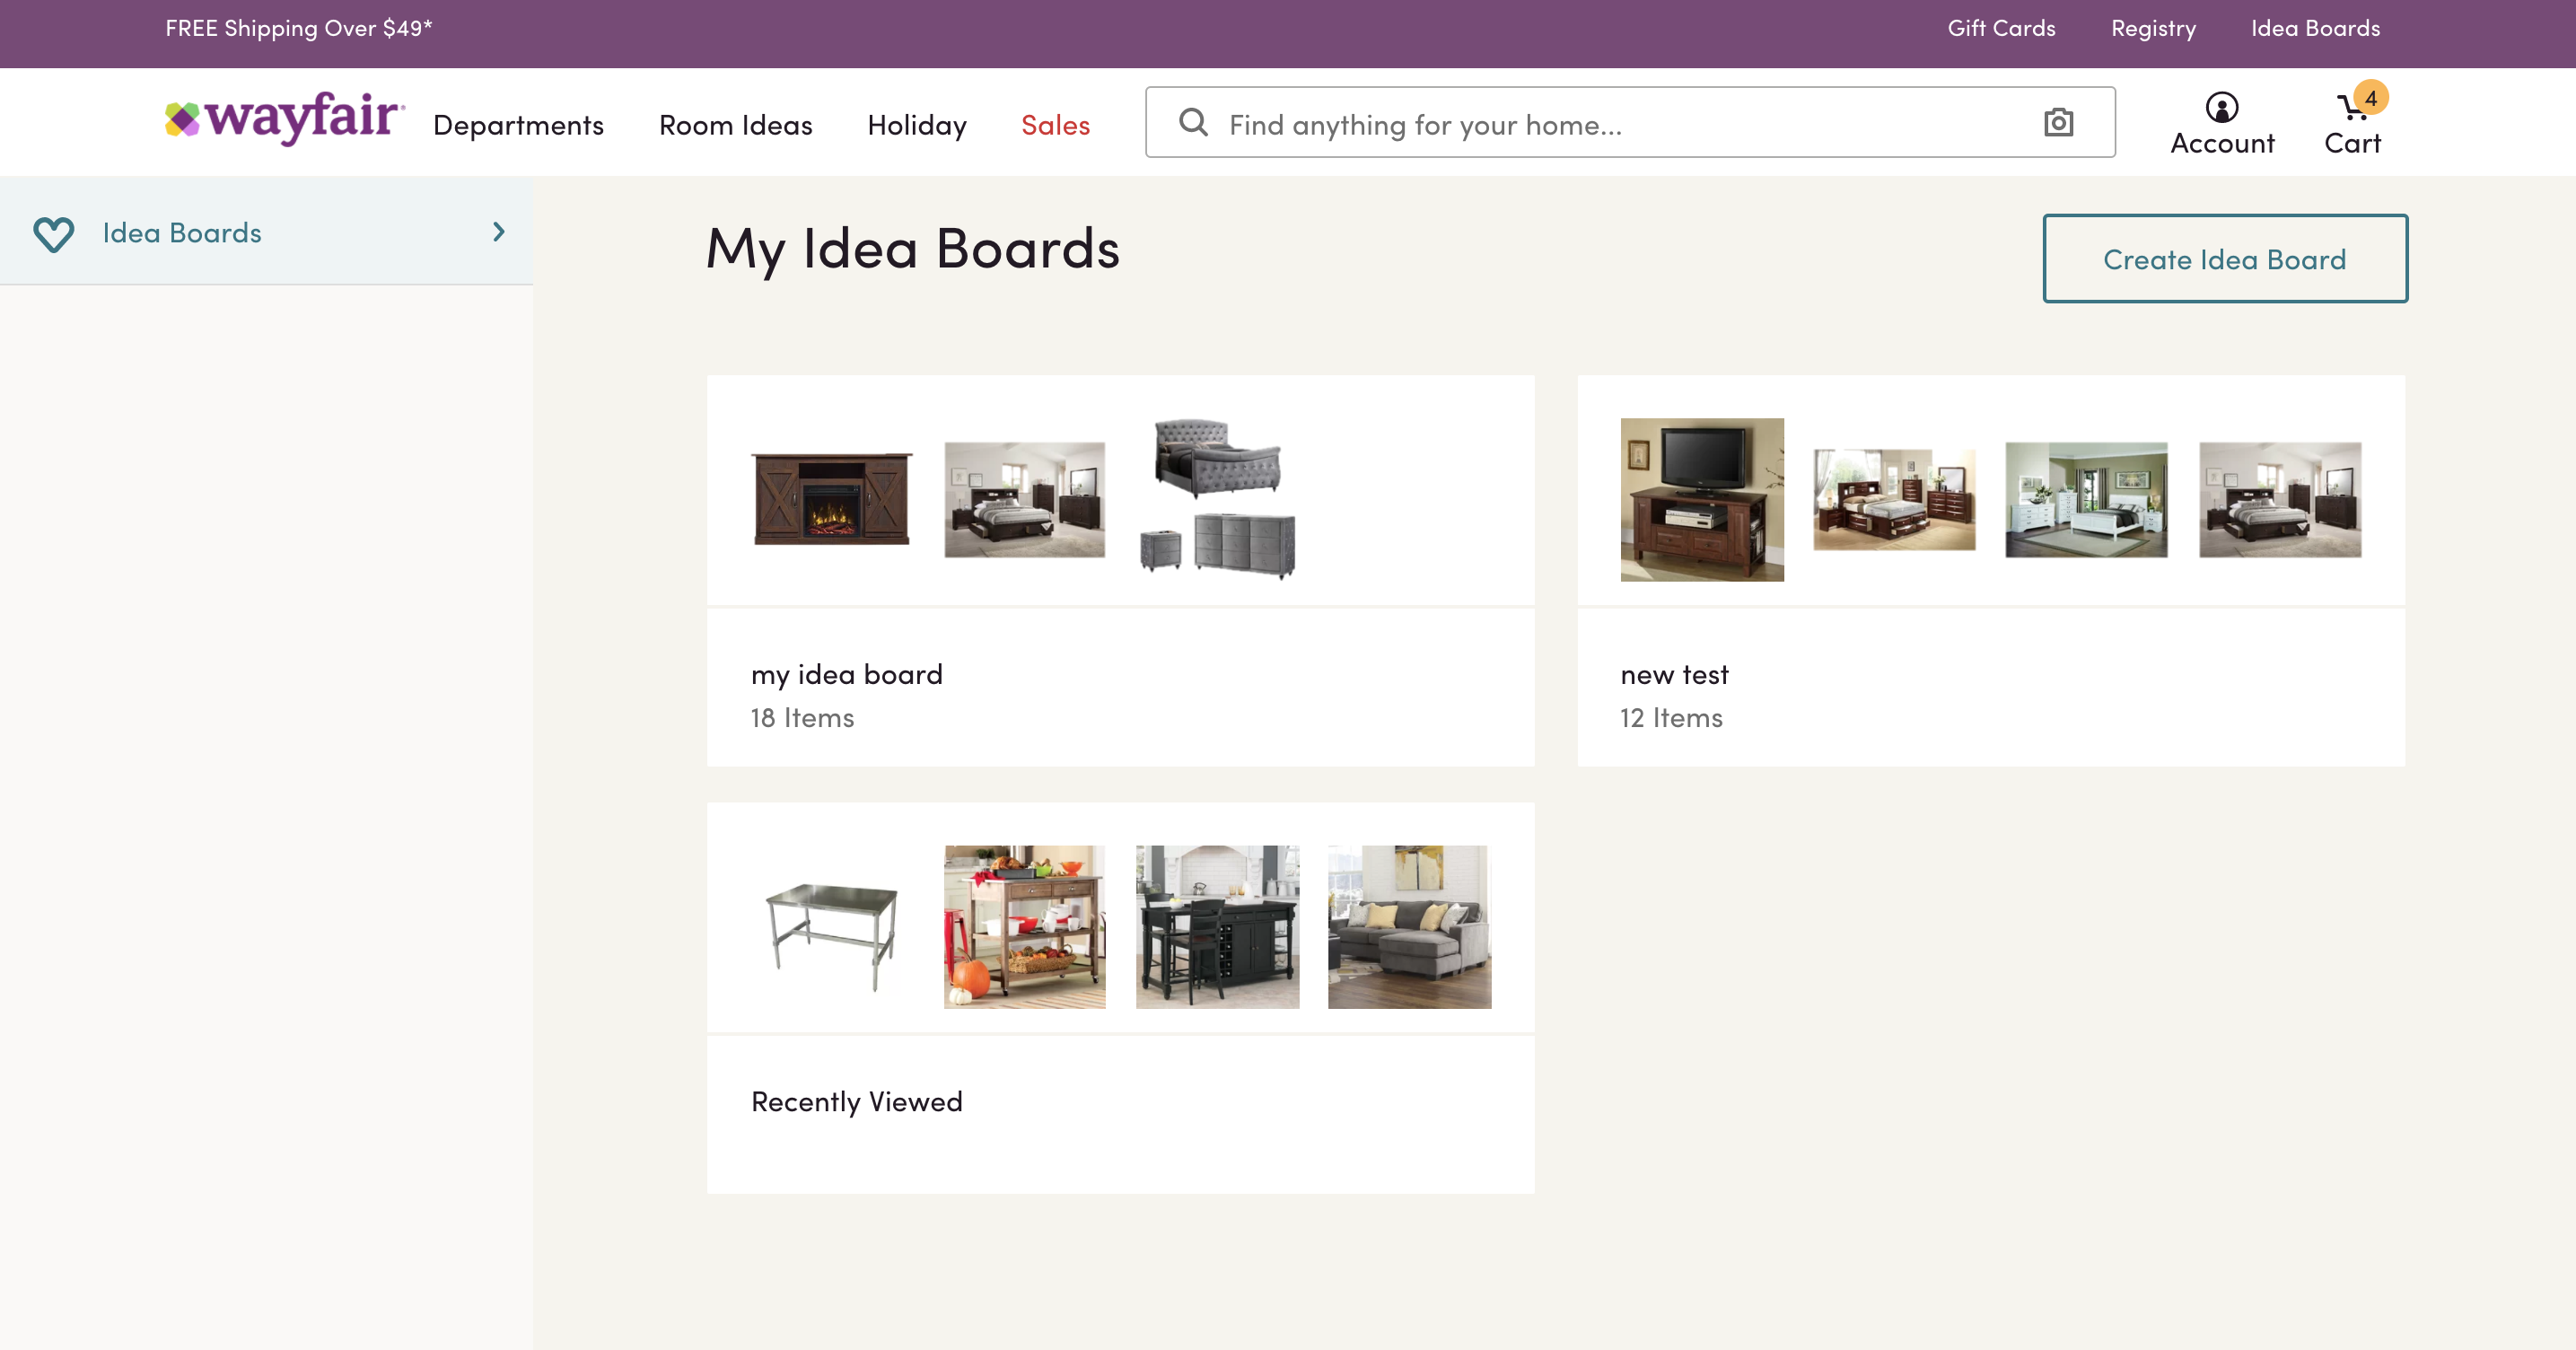 FREE Shipping Over $49*
Gift Cards
Registry
Idea Boards
wayfair
Departments
Room Ideas
Holiday
Sales
Find anything for your home...
Account
4
Cart
Idea Boards
My Idea Boards
Create Idea Board
my idea board
18 Items
new test
12 Items
Recently Viewed